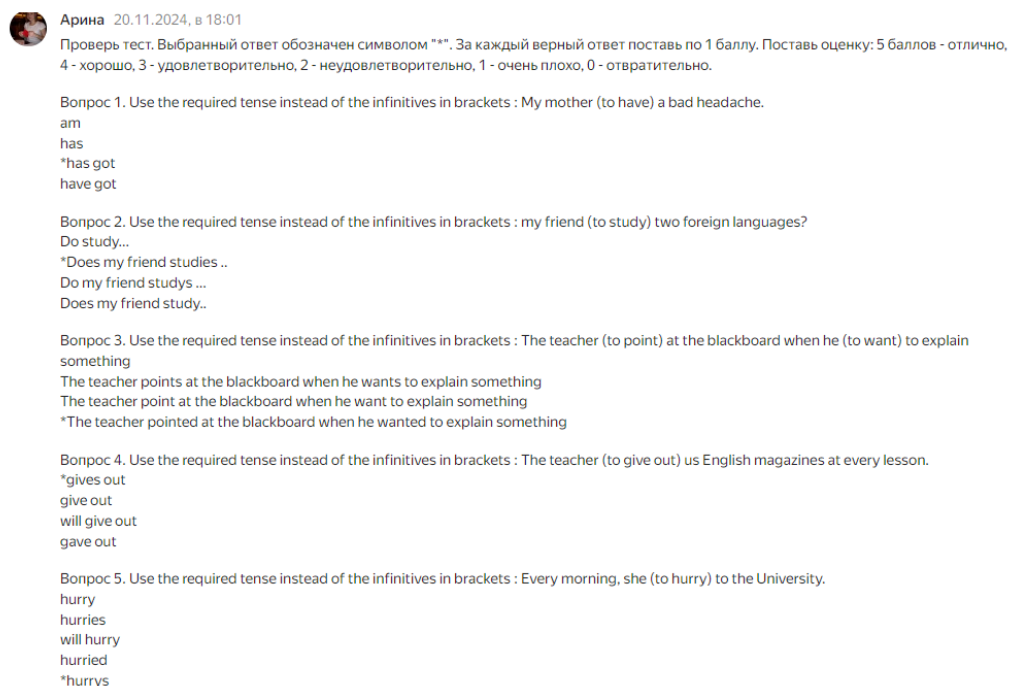 Арина 20.11.2024, в 18:01
Проверь тест. Выбранный ответ обозначен символом "*". За каждый верный ответ поставь по 1 баллу. Поставь оценку: 5 баллов - отлично,
4 - хорошо, 3 - удовлетворительно, 2 - неудовлетворительно, 1 - очень плохо, 0 - отвратительно.
Вопрос 1. Use the required tense instead of the infinitives in brackets : My mother (to have) a bad headache.
am
has
*has got
have got
Вопрос 2. Use the required tense instead of the infinitives in brackets : my friend (to study) two foreign languages?
Do study...
*Does my friend studies ..
Do my friend studys ...
Does my friend study..
Вопрос 3. Use the required tense instead of the infinitives in brackets : The teacher (to point) at the blackboard when he (to want) to explain
something
The teacher points at the blackboard when he wants to explain something
The teacher point at the blackboard when he want to explain something
*The teacher pointed at the blackboard when he wanted to explain something
Вопрос 4. Use the required tense instead of the infinitives in brackets : The teacher (to give out) us English magazines at every lesson.
*gives out
give out
will give out
gave out
Вопрос 5. Use the required tense instead of the infinitives in brackets : Every morning, she (to hurry) to the University.
hurry
hurries
will hurry
hurried
*hurrys